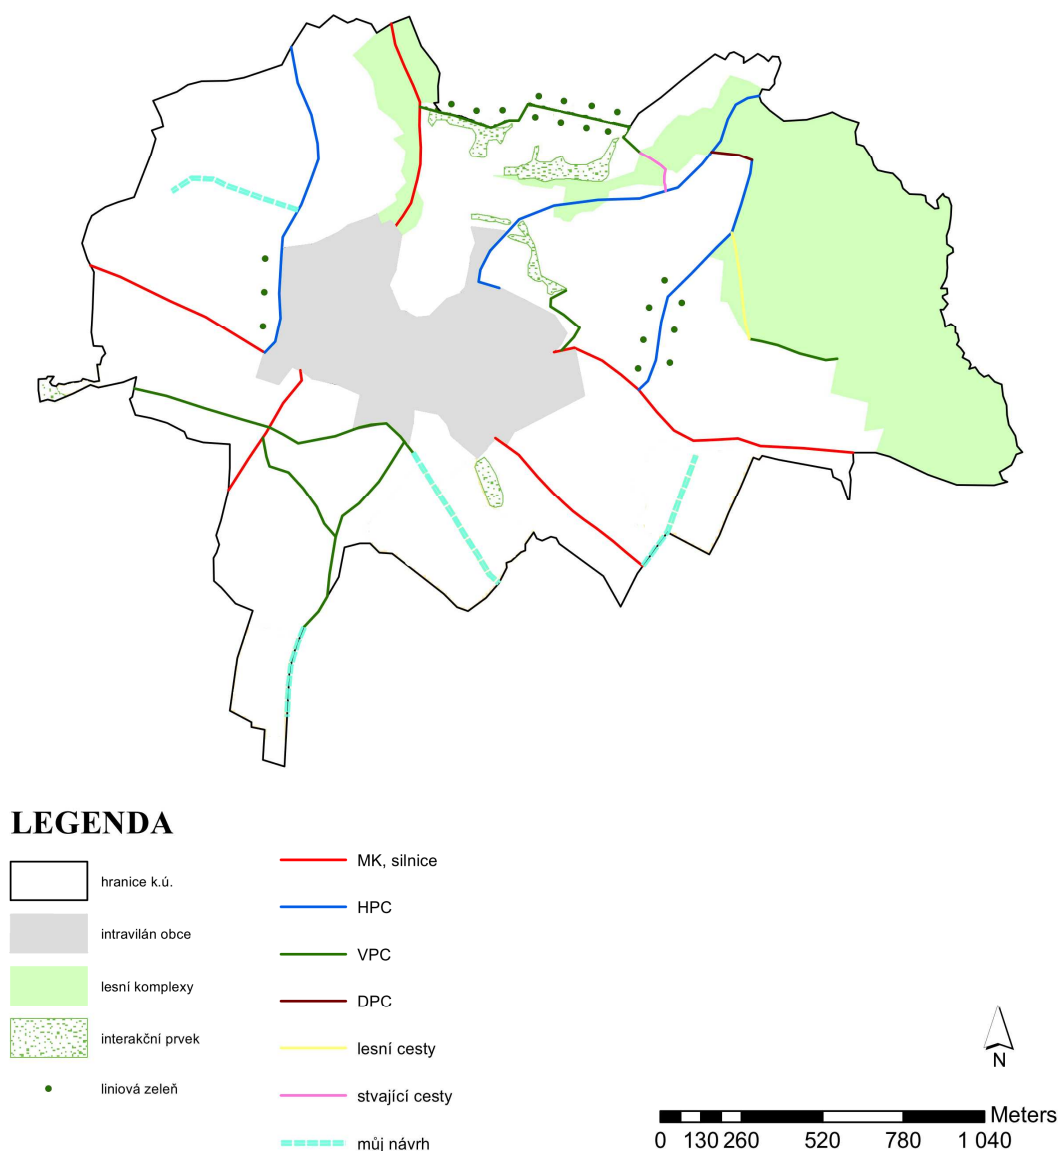 LEGENDA
hranice k.ú.
intravilán obce
lesní komplexy
interakční prvek
liniová zeleň
MK, silnice
HPC
VPC
DPC
lesní cesty
stvající cesty
můj návrh
N
Meters
0 130 260 520 780 1 040